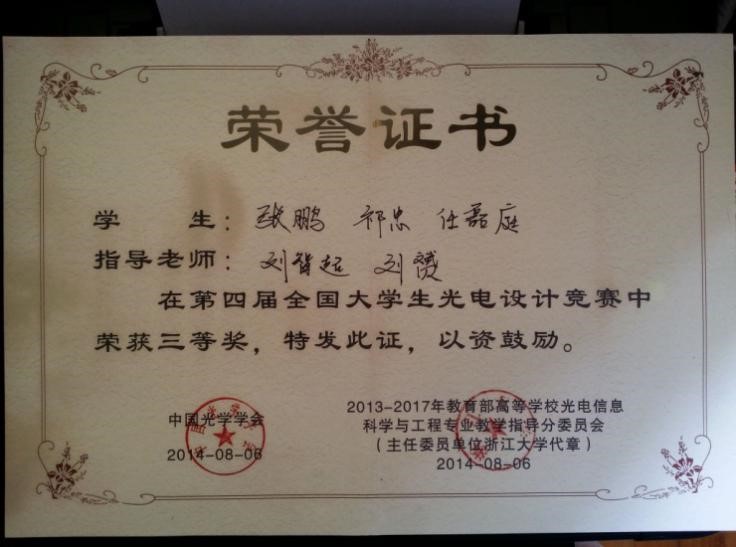 荣誉证书
学 生：张鹏 祁忠 任磊庭
指导老师：刘智超 刘赟
在第四届全国大学生光电设计竞赛中
荣获三等奖，特发此证，以资鼓励。
中国光学学会
2014-08-06
2013-2017年教育部高等学校光电信息
科学与工程专业教学指导分委员会
（主任委员单位浙江大学代章）
2014-08-06